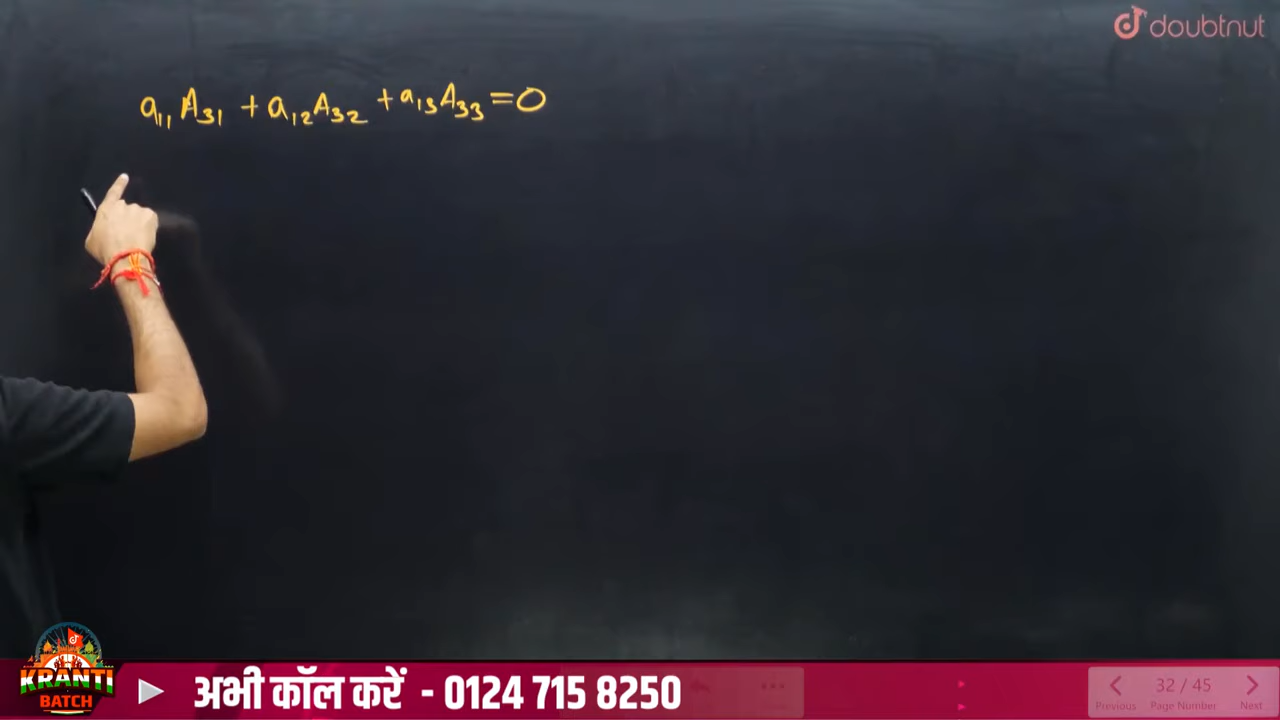 doubtnut
a₁₁A₃₁ + a₁₂A₃₂ + a₁₃A₃₃ = 0
KRANTI
BATCH
अभी कॉल करें - 0124 715 8250
32 / 45
Previous Page Number Next